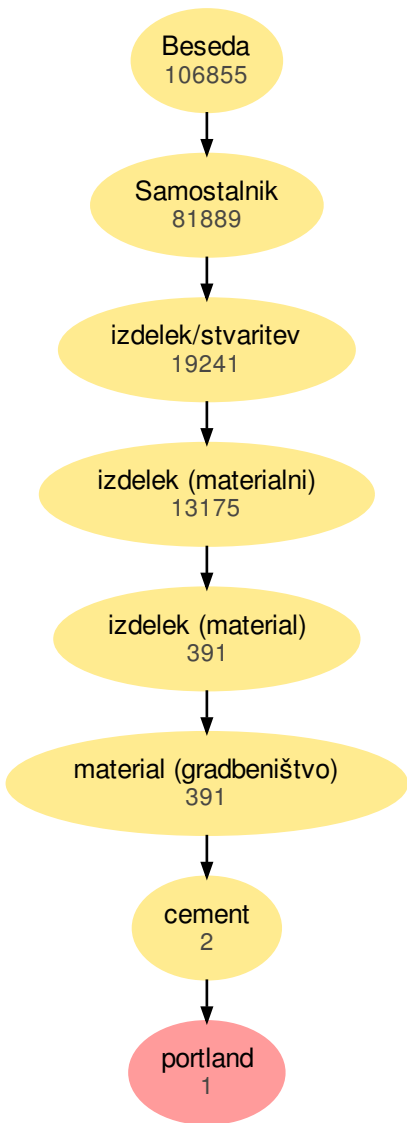 Beseda
106855
Samostalnik
81889
izdelek/stvaritev
19241
izdelek (materialni)
13175
izdelek (material)
391
material (gradbeništvo)
391
cement
2
portland
1